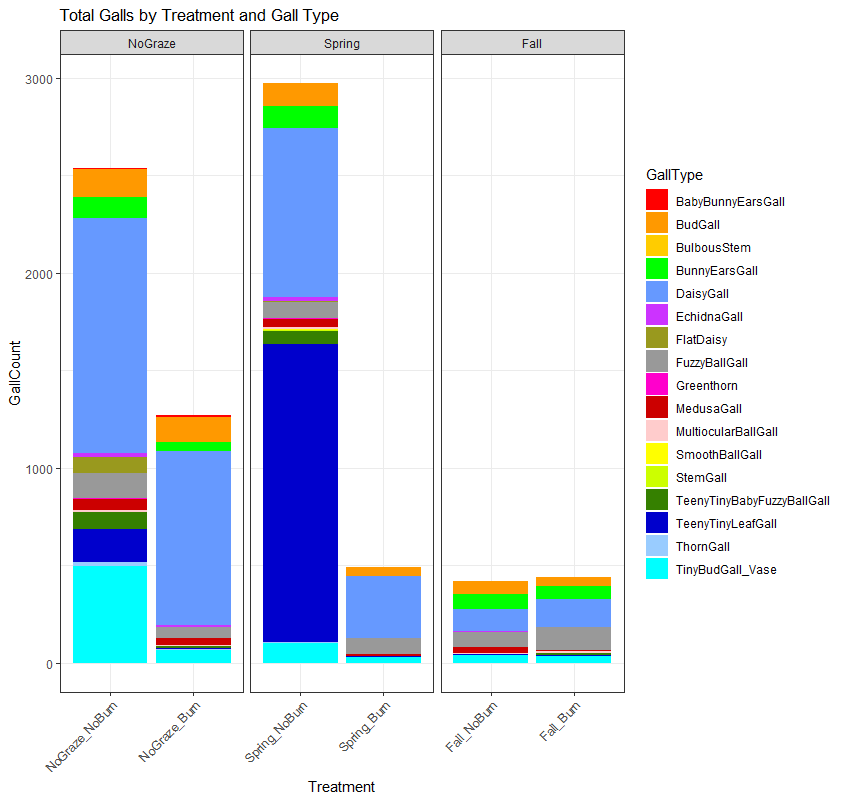 Total Galls by Treatment and Gall Type
NoGraze
Spring
Fall
3000
2000
1000
0
GallCount
NoGraze_NoBurn
NoGraze_Burn
Spring_NoBurn
Spring_Burn
Fall_NoBurn
Fall_Burn
Treatment
GallType
BabyBunnyEarsGall
BudGall
BulbousStem
BunnyEarsGall
DaisyGall
EchidnaGall
FlatDaisy
FuzzyBallGall
Greenthorn
MedusaGall
MultiocularBallGall
SmoothBallGall
StemGall
TeenyTinyBabyFuzzyBallGall
TeenyTinyLeafGall
ThornGall
TinyBudGall_Vase